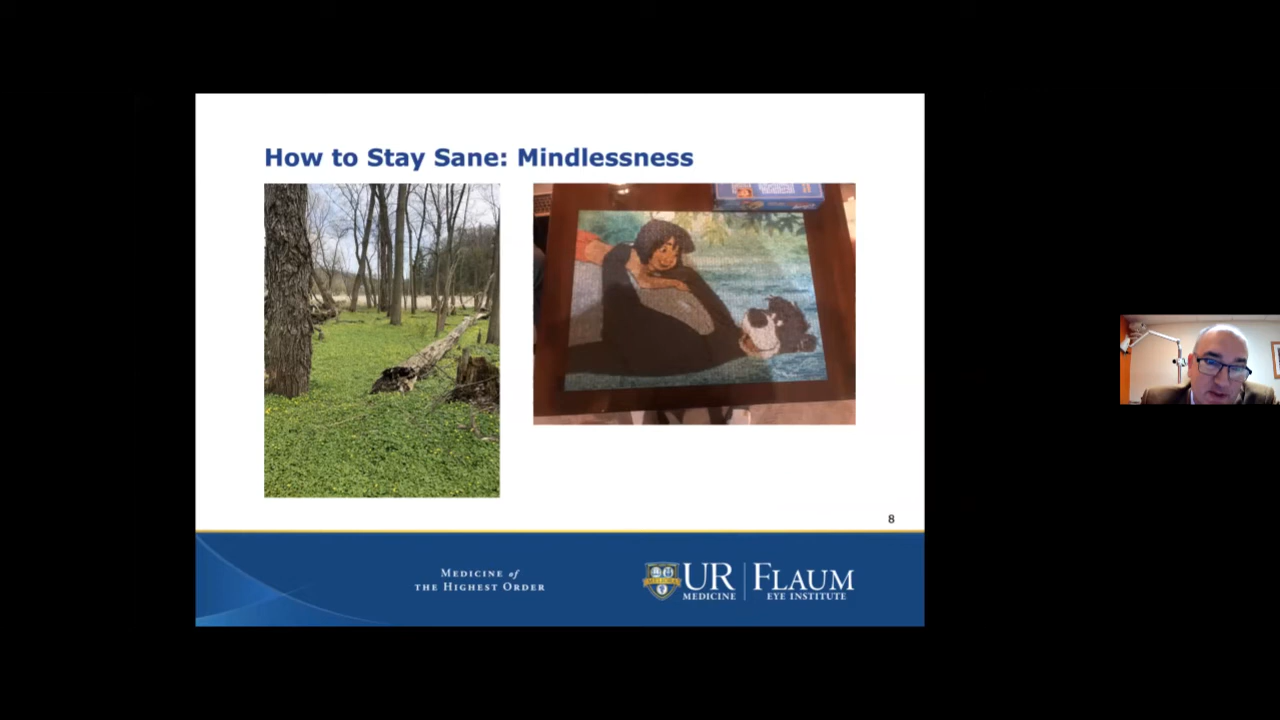 How to Stay Sane: Mindlessness
8
MEDICINE of
THE HIGHEST ORDER
UR
MEDICINE
FLAUM
EYE INSTITUTE